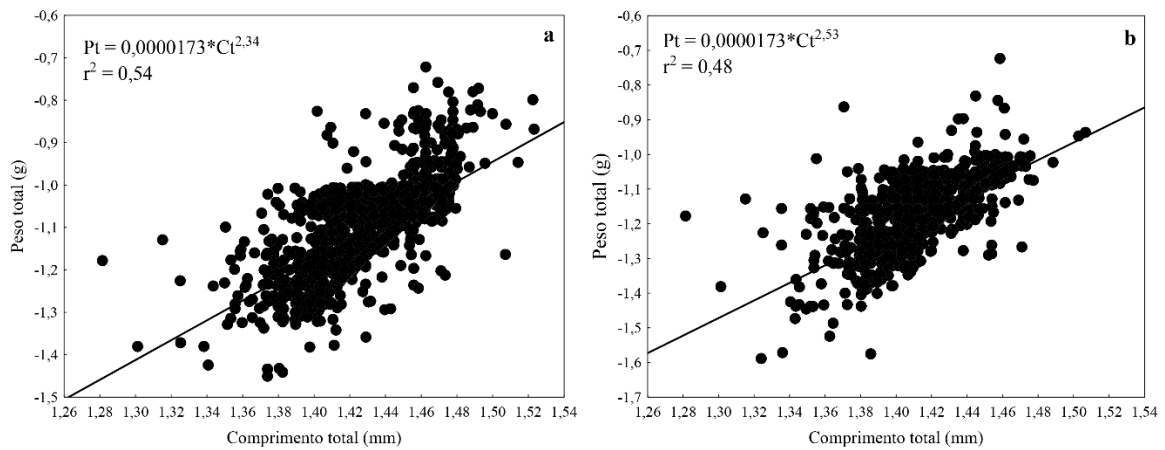 a
Pt = 0,0000173*Ct^2,34
r^2 = 0,54
Peso total (g)
-0,6
-0,7
-0,8
-0,9
-1,0
-1,1
-1,2
-1,3
-1,4
-1,5
1,26 1,28 1,30 1,32 1,34 1,36 1,38 1,40 1,42 1,44 1,46 1,48 1,50 1,52 1,54
Comprimento total (mm)
b
Pt = 0,0000173*Ct^2,53
r^2 = 0,48
Peso total (g)
-0,6
-0,7
-0,8
-0,9
-1,0
-1,1
-1,2
-1,3
-1,4
-1,5
-1,6
-1,7
1,26 1,28 1,30 1,32 1,34 1,36 1,38 1,40 1,42 1,44 1,46 1,48 1,50 1,52 1,54
Comprimento total (mm)